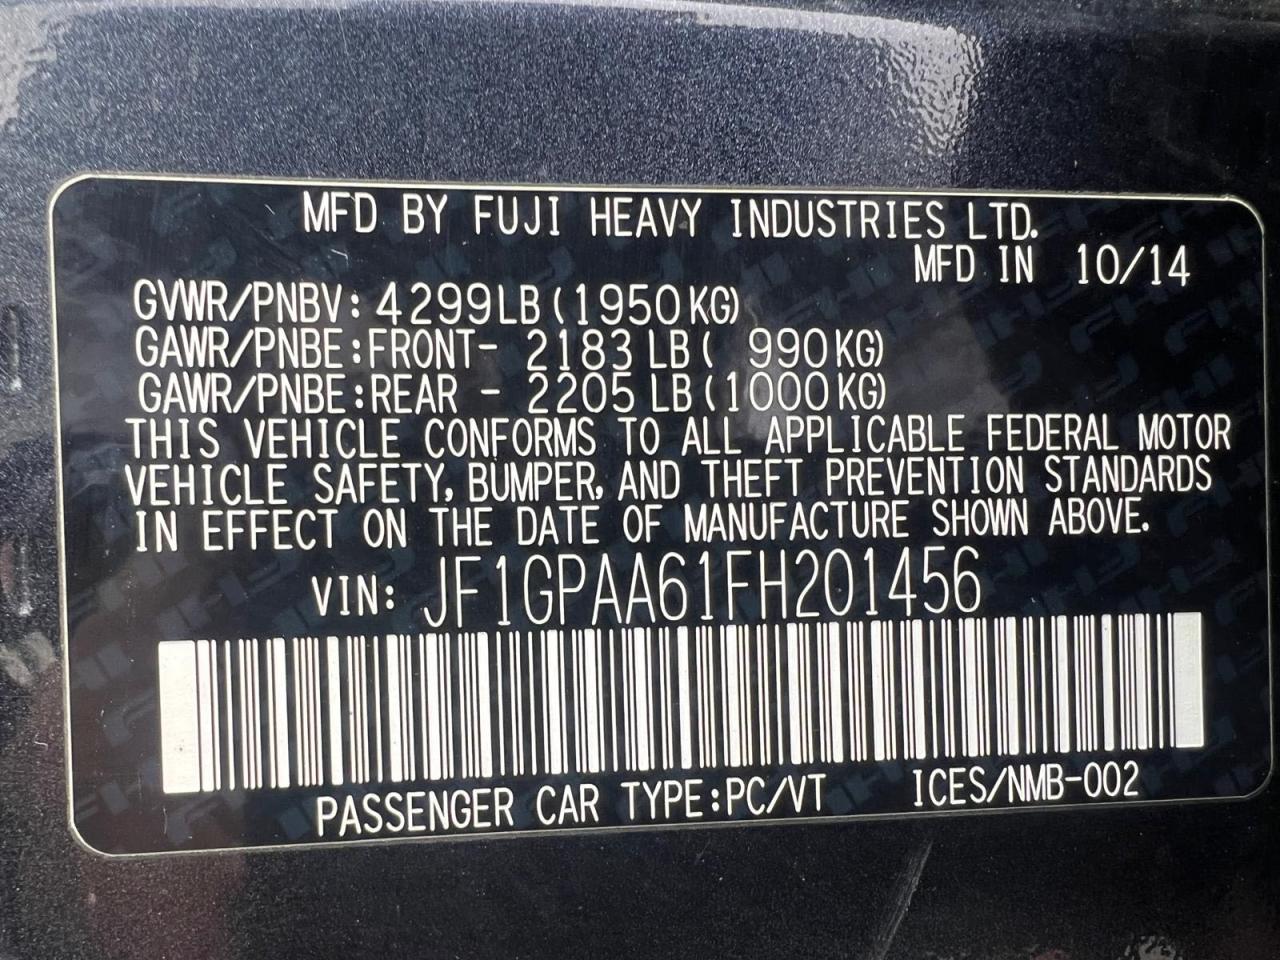 MFD BY FUJI HEAVY INDUSTRIES LTD.
MFD IN 10/14
GVWR/PNBV: 4299LB (1950KG)
GAWR/PNBE:FRONT- 2183 LB ( 990KG)
GAWR/PNBE:REAR - 2205 LB (1000KG)
THIS VEHICLE CONFORMS TO ALL APPLICABLE FEDERAL MOTOR
VEHICLE SAFETY, BUMPER, AND THEFT PREVENTION STANDARDS
IN EFFECT ON THE DATE OF MANUFACTURE SHOWN ABOVE.
VIN: JF1GPAA61FH201456
PASSENGER CAR TYPE:PC/VT ICES/NMB-002